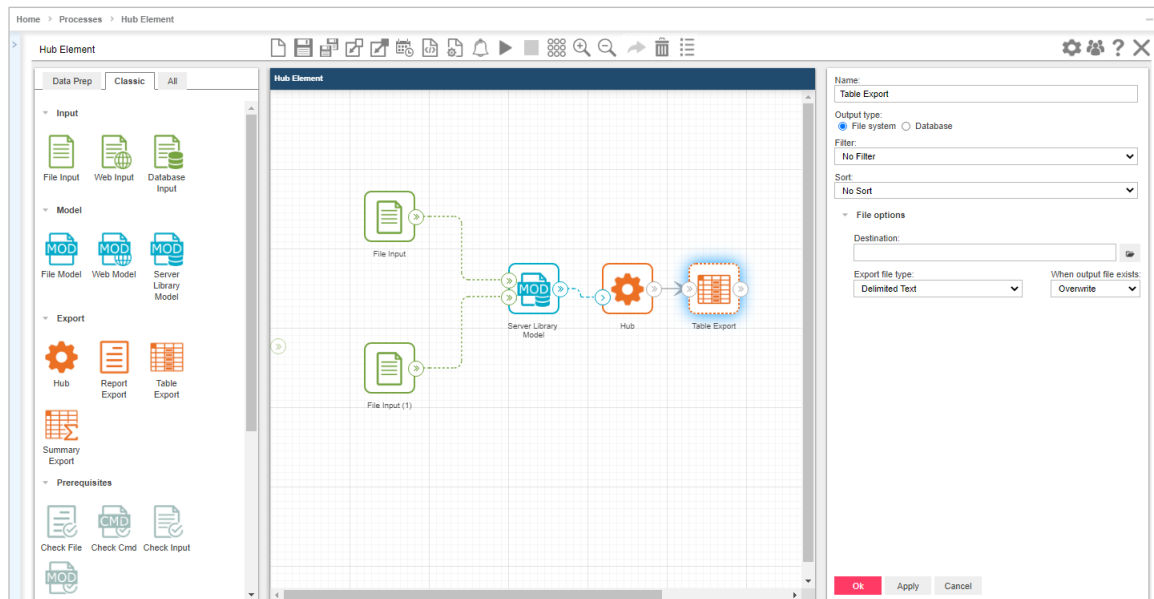 Home > Processes > Hub Element
Hub Element
Data Prep
Classic
All
Input
File Input
Web Input
Database
Input
Model
MOD
MOD
MOD
File Model
Web Model
Server
Library
Model
Export
Hub
Report
Export
Table
Export
Summary
Export
Prerequisites
CMD
Check File
Check Cmd
Check Input
MOD
Hub Element
File Input
MOD
Server Library
Model
Hub
Table Export
File Input (1)
Name:
Table Export
Output type:
File system
Database
Filter:
No Filter
Sort:
No Sort
File options
Destination:
Export file type:
When output file exists:
Delimited Text
Overwrite
Ok
Apply
Cancel